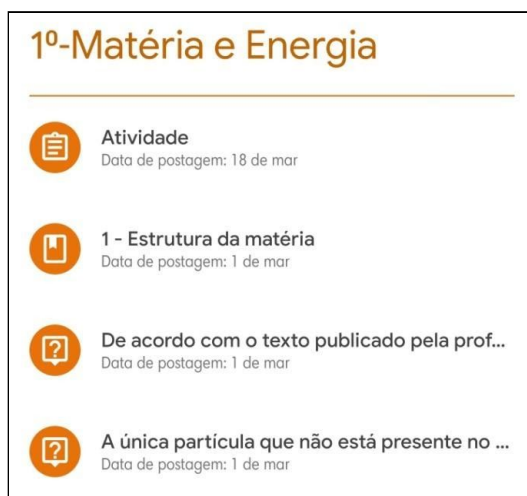 1º-Matéria e Energia
Atividade
Data de postagem: 18 de mar
1 - Estrutura da matéria
Data de postagem: 1 de mar
De acordo com o texto publicado pela prof...
Data de postagem: 1 de mar
A única partícula que não está presente no ...
Data de postagem: 1 de mar